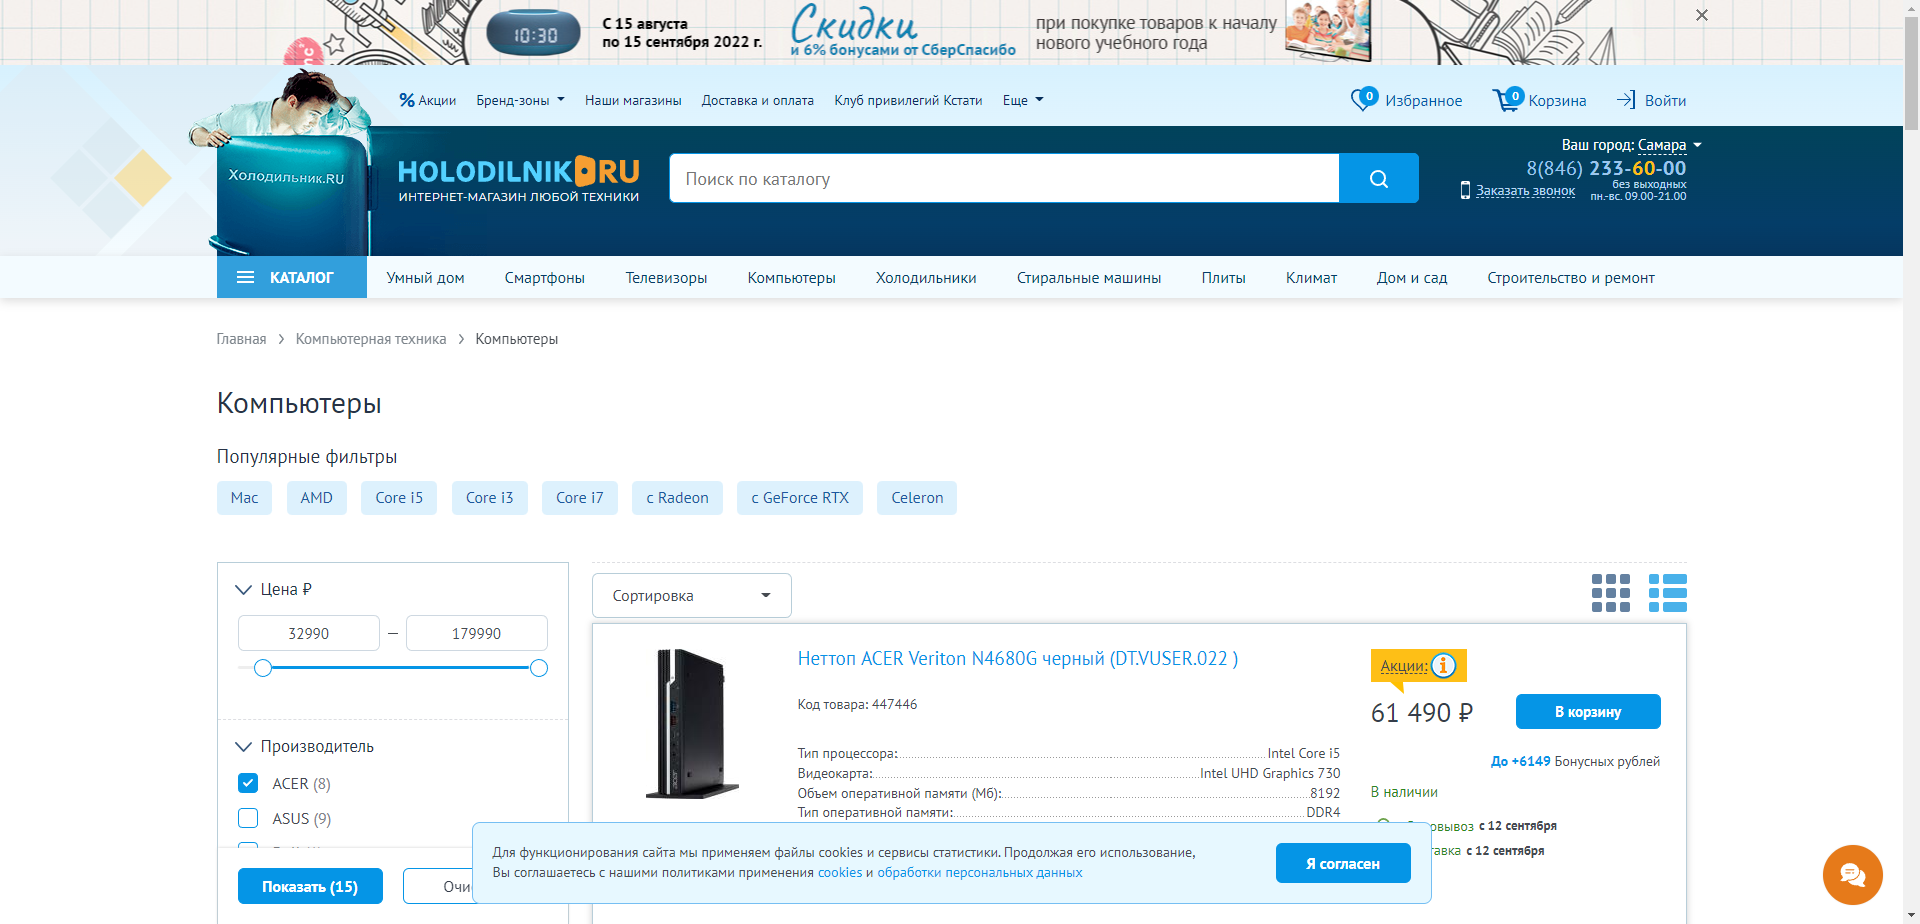 10:30
С 15 августа
по 15 сентября 2022 г.
Скидки
и 6% бонусами от СберСпасибо
при покупке товаров к началу
нового учебного года
% Акции
Бренд-зоны
Наши магазины
Доставка и оплата
Клуб привилегий Кстати
Еще
0 Избранное
0 Корзина
Войти
Холодильник.RU
HOLODILNIK.RU
ИНТЕРНЕТ-МАГАЗИН ЛЮБОЙ ТЕХНИКИ
Поиск по каталогу
Ваш город: Самара
8(846) 233-60-00
Заказать звонок
без выходных
пн.-вс. 09.00-21.00
КАТАЛОГ
Умный дом
Смартфоны
Телевизоры
Компьютеры
Холодильники
Стиральные машины
Плиты
Климат
Дом и сад
Строительство и ремонт
Главная
Компьютерная техника
Компьютеры
Компьютеры
Популярные фильтры
Mac
AMD
Core i5
Core i3
Core i7
с Radeon
с GeForce RTX
Celeron
Цена ₽
32990 — 179990
Производитель
ACER (8)
ASUS (9)
Показать (15)
Очи
Сортировка
Неттоп ACER Veriton N4680G черный (DT.VUSER.022 )
Код товара: 447446
Тип процессора: Intel Core i5
Видеокарта: Intel UHD Graphics 730
Объем оперативной памяти (Мб): 8192
Тип оперативной памяти: DDR4
Акции:
61 490 ₽
В корзину
До +6149 Бонусных рублей
В наличии
овывоз с 12 сентября
тавка с 12 сентября
Для функционирования сайта мы применяем файлы cookies и сервисы статистики. Продолжая его использование,
Вы соглашаетесь с нашими политиками применения cookies и обработки персональных данных
Я согласен